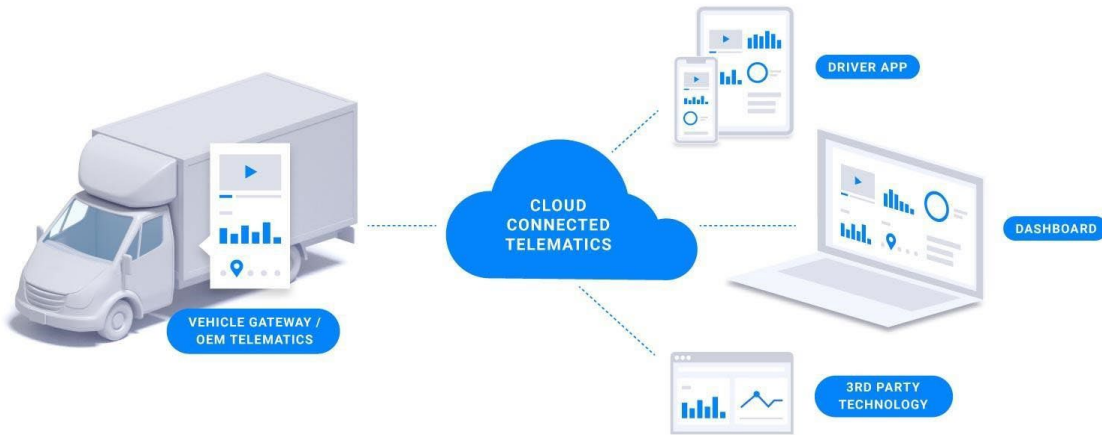 DRIVER APP
CLOUD
CONNECTED
TELEMATICS
DASHBOARD
VEHICLE GATEWAY /
OEM TELEMATICS
3RD PARTY
TECHNOLOGY